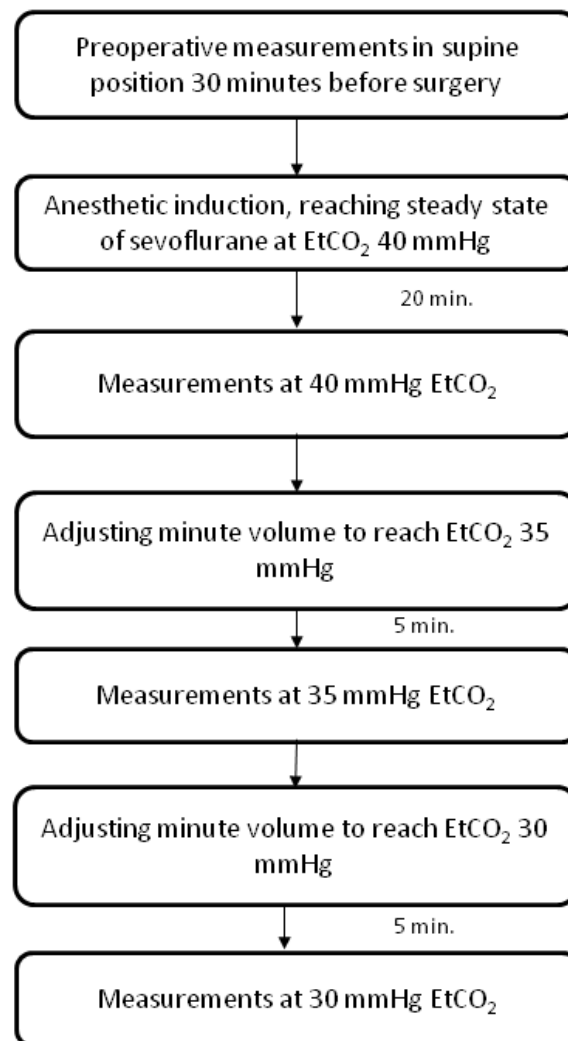 Preoperative measurements in supine
position 30 minutes before surgery
Anesthetic induction, reaching steady state
of sevoflurane at EtCO₂ 40 mmHg
20 min.
Measurements at 40 mmHg EtCO₂
Adjusting minute volume to reach EtCO₂ 35
mmHg
5 min.
Measurements at 35 mmHg EtCO₂
Adjusting minute volume to reach EtCO₂ 30
mmHg
5 min.
Measurements at 30 mmHg EtCO₂